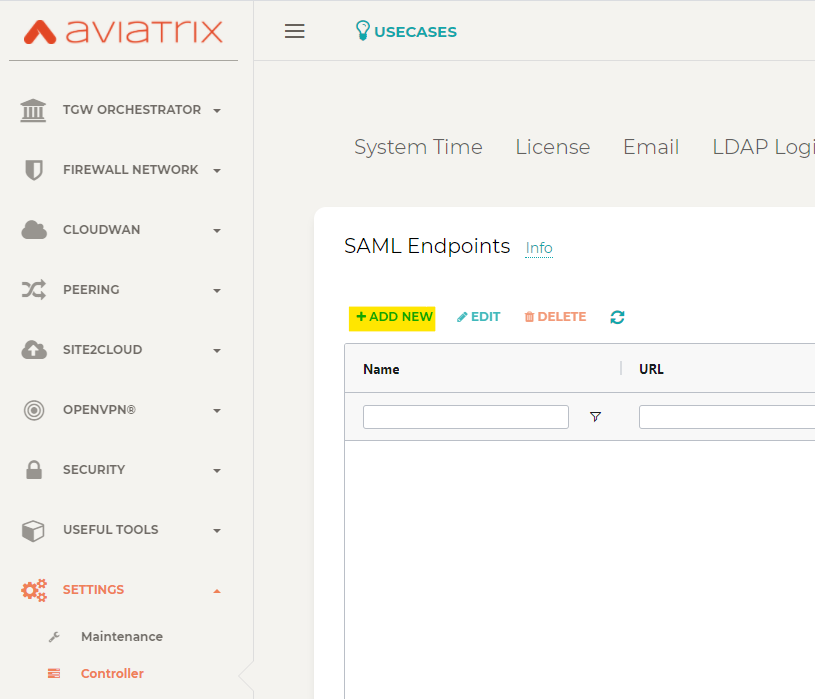 aviatrix
USECASES
TGW ORCHESTRATOR
FIREWALL NETWORK
CLOUDWAN
PEERING
SITE2CLOUD
OPENVPN®
SECURITY
USEFUL TOOLS
SETTINGS
Maintenance
Controller
System Time License Email LDAP Logi
SAML Endpoints Info
+ ADD NEW EDIT DELETE
Name URL